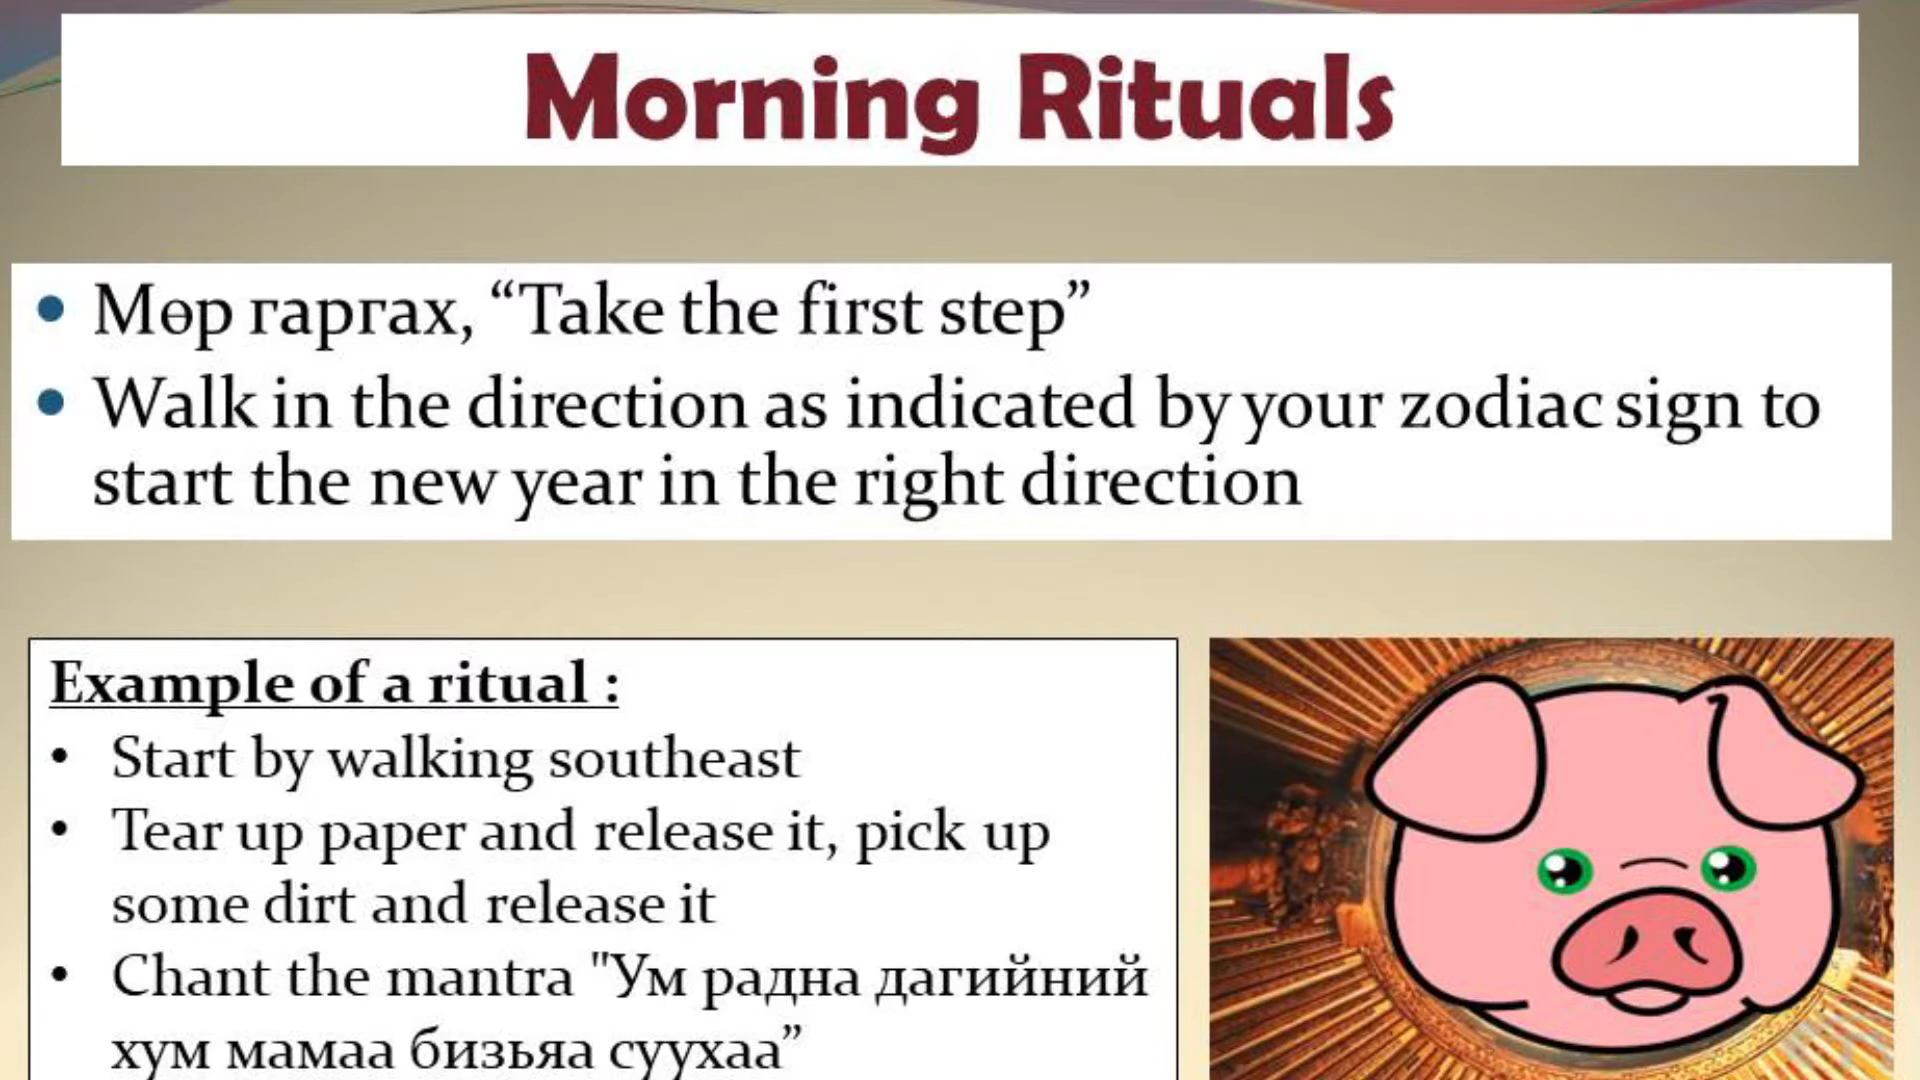 Morning Rituals
• Мөр гаргах, “Take the first step”
• Walk in the direction as indicated by your zodiac sign to
start the new year in the right direction
Example of a ritual :
• Start by walking southeast
• Tear up paper and release it, pick up
some dirt and release it
• Chant the mantra "Ум радна дагийний
хум мамаа бизьяа суухаа”